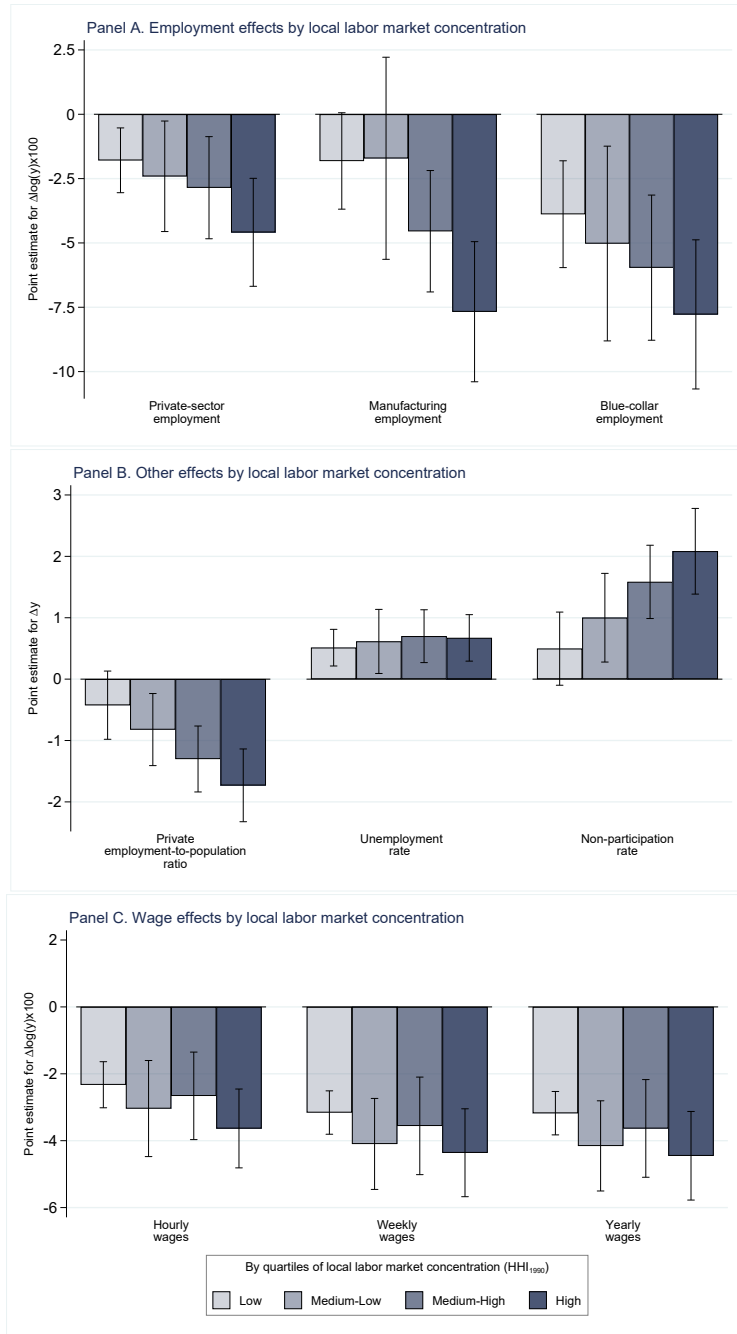 Panel A. Employment effects by local labor market concentration
Point estimate for Δlog(y)x100
2.5
0
-2.5
-5
-7.5
-10
Private-sector
employment
Manufacturing
employment
Blue-collar
employment
Panel B. Other effects by local labor market concentration
Point estimate for Δy
3
2
1
0
-1
-2
Private
employment-to-population
ratio
Unemployment
rate
Non-participation
rate
Panel C. Wage effects by local labor market concentration
Point estimate for Δlog(y)x100
2
0
-2
-4
-6
Hourly
wages
Weekly
wages
Yearly
wages
By quartiles of local labor market concentration (HHI₁₉₉₀)
Low Medium-Low Medium-High High